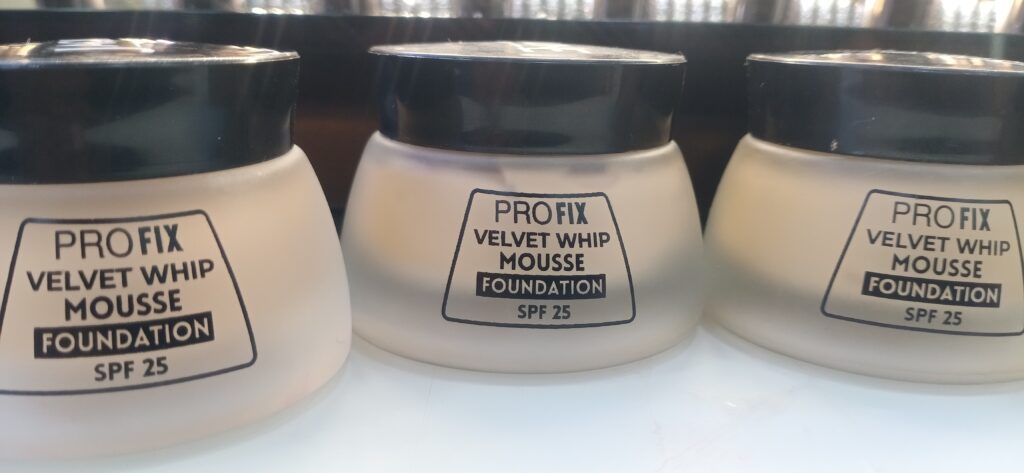 PROFIX
VELVET WHIP
MOUSSE
FOUNDATION
SPF 25
PROFIX
VELVET WHIP
MOUSSE
FOUNDATION
SPF 25
PROFIX
VELVET WHIP
MOUSSE
FOUNDATION
SPF 25